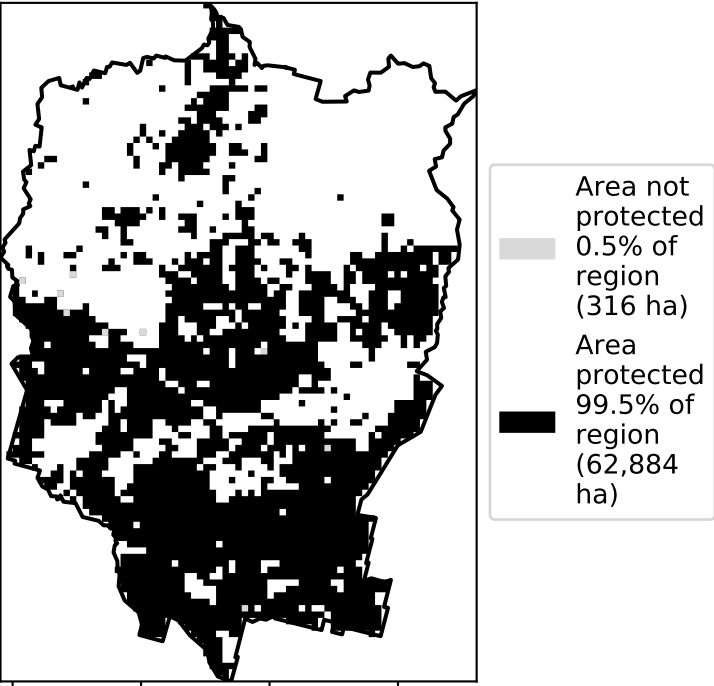 Area not
protected
0.5% of
region
(316 ha)
Area
protected
99.5% of
region
(62,884
ha)